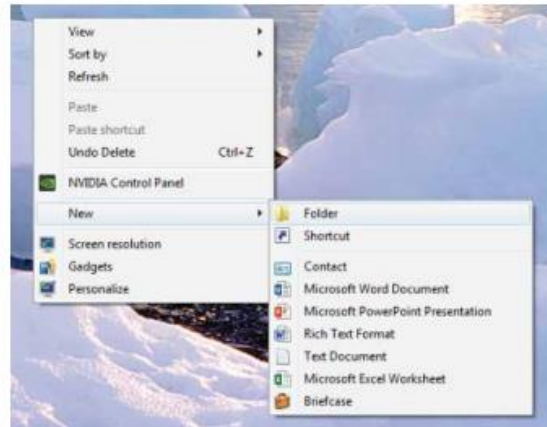 View
Sort by
Refresh
Paste
Paste shortcut
Undo Delete Ctrl+Z
NVIDIA Control Panel
New
Screen resolution
Gadgets
Personalize
Folder
Shortcut
Contact
Microsoft Word Document
Microsoft PowerPoint Presentation
Rich Text Format
Text Document
Microsoft Excel Worksheet
Briefcase